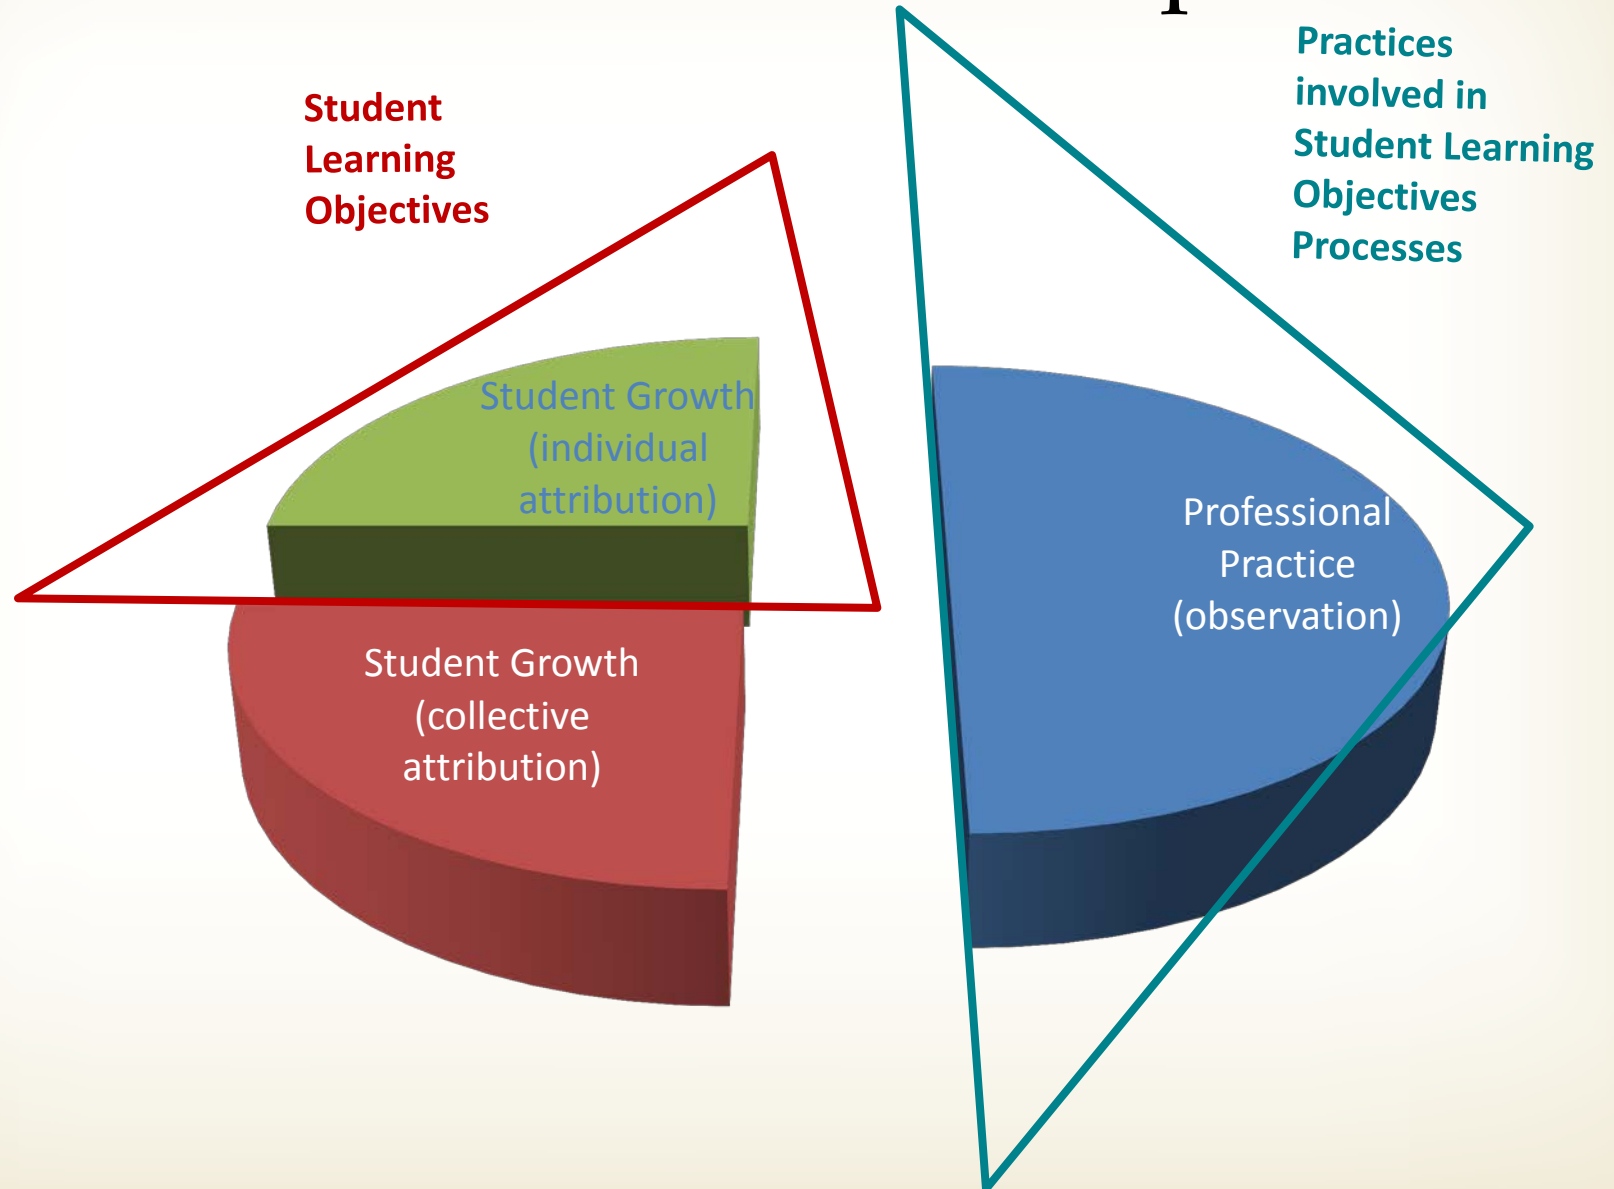 Student
Learning
Objectives
Practices
involved in
Student Learning
Objectives
Processes
Student Growth
(individual
attribution)
Professional
Practice
(observation)
Student Growth
(collective
attribution)